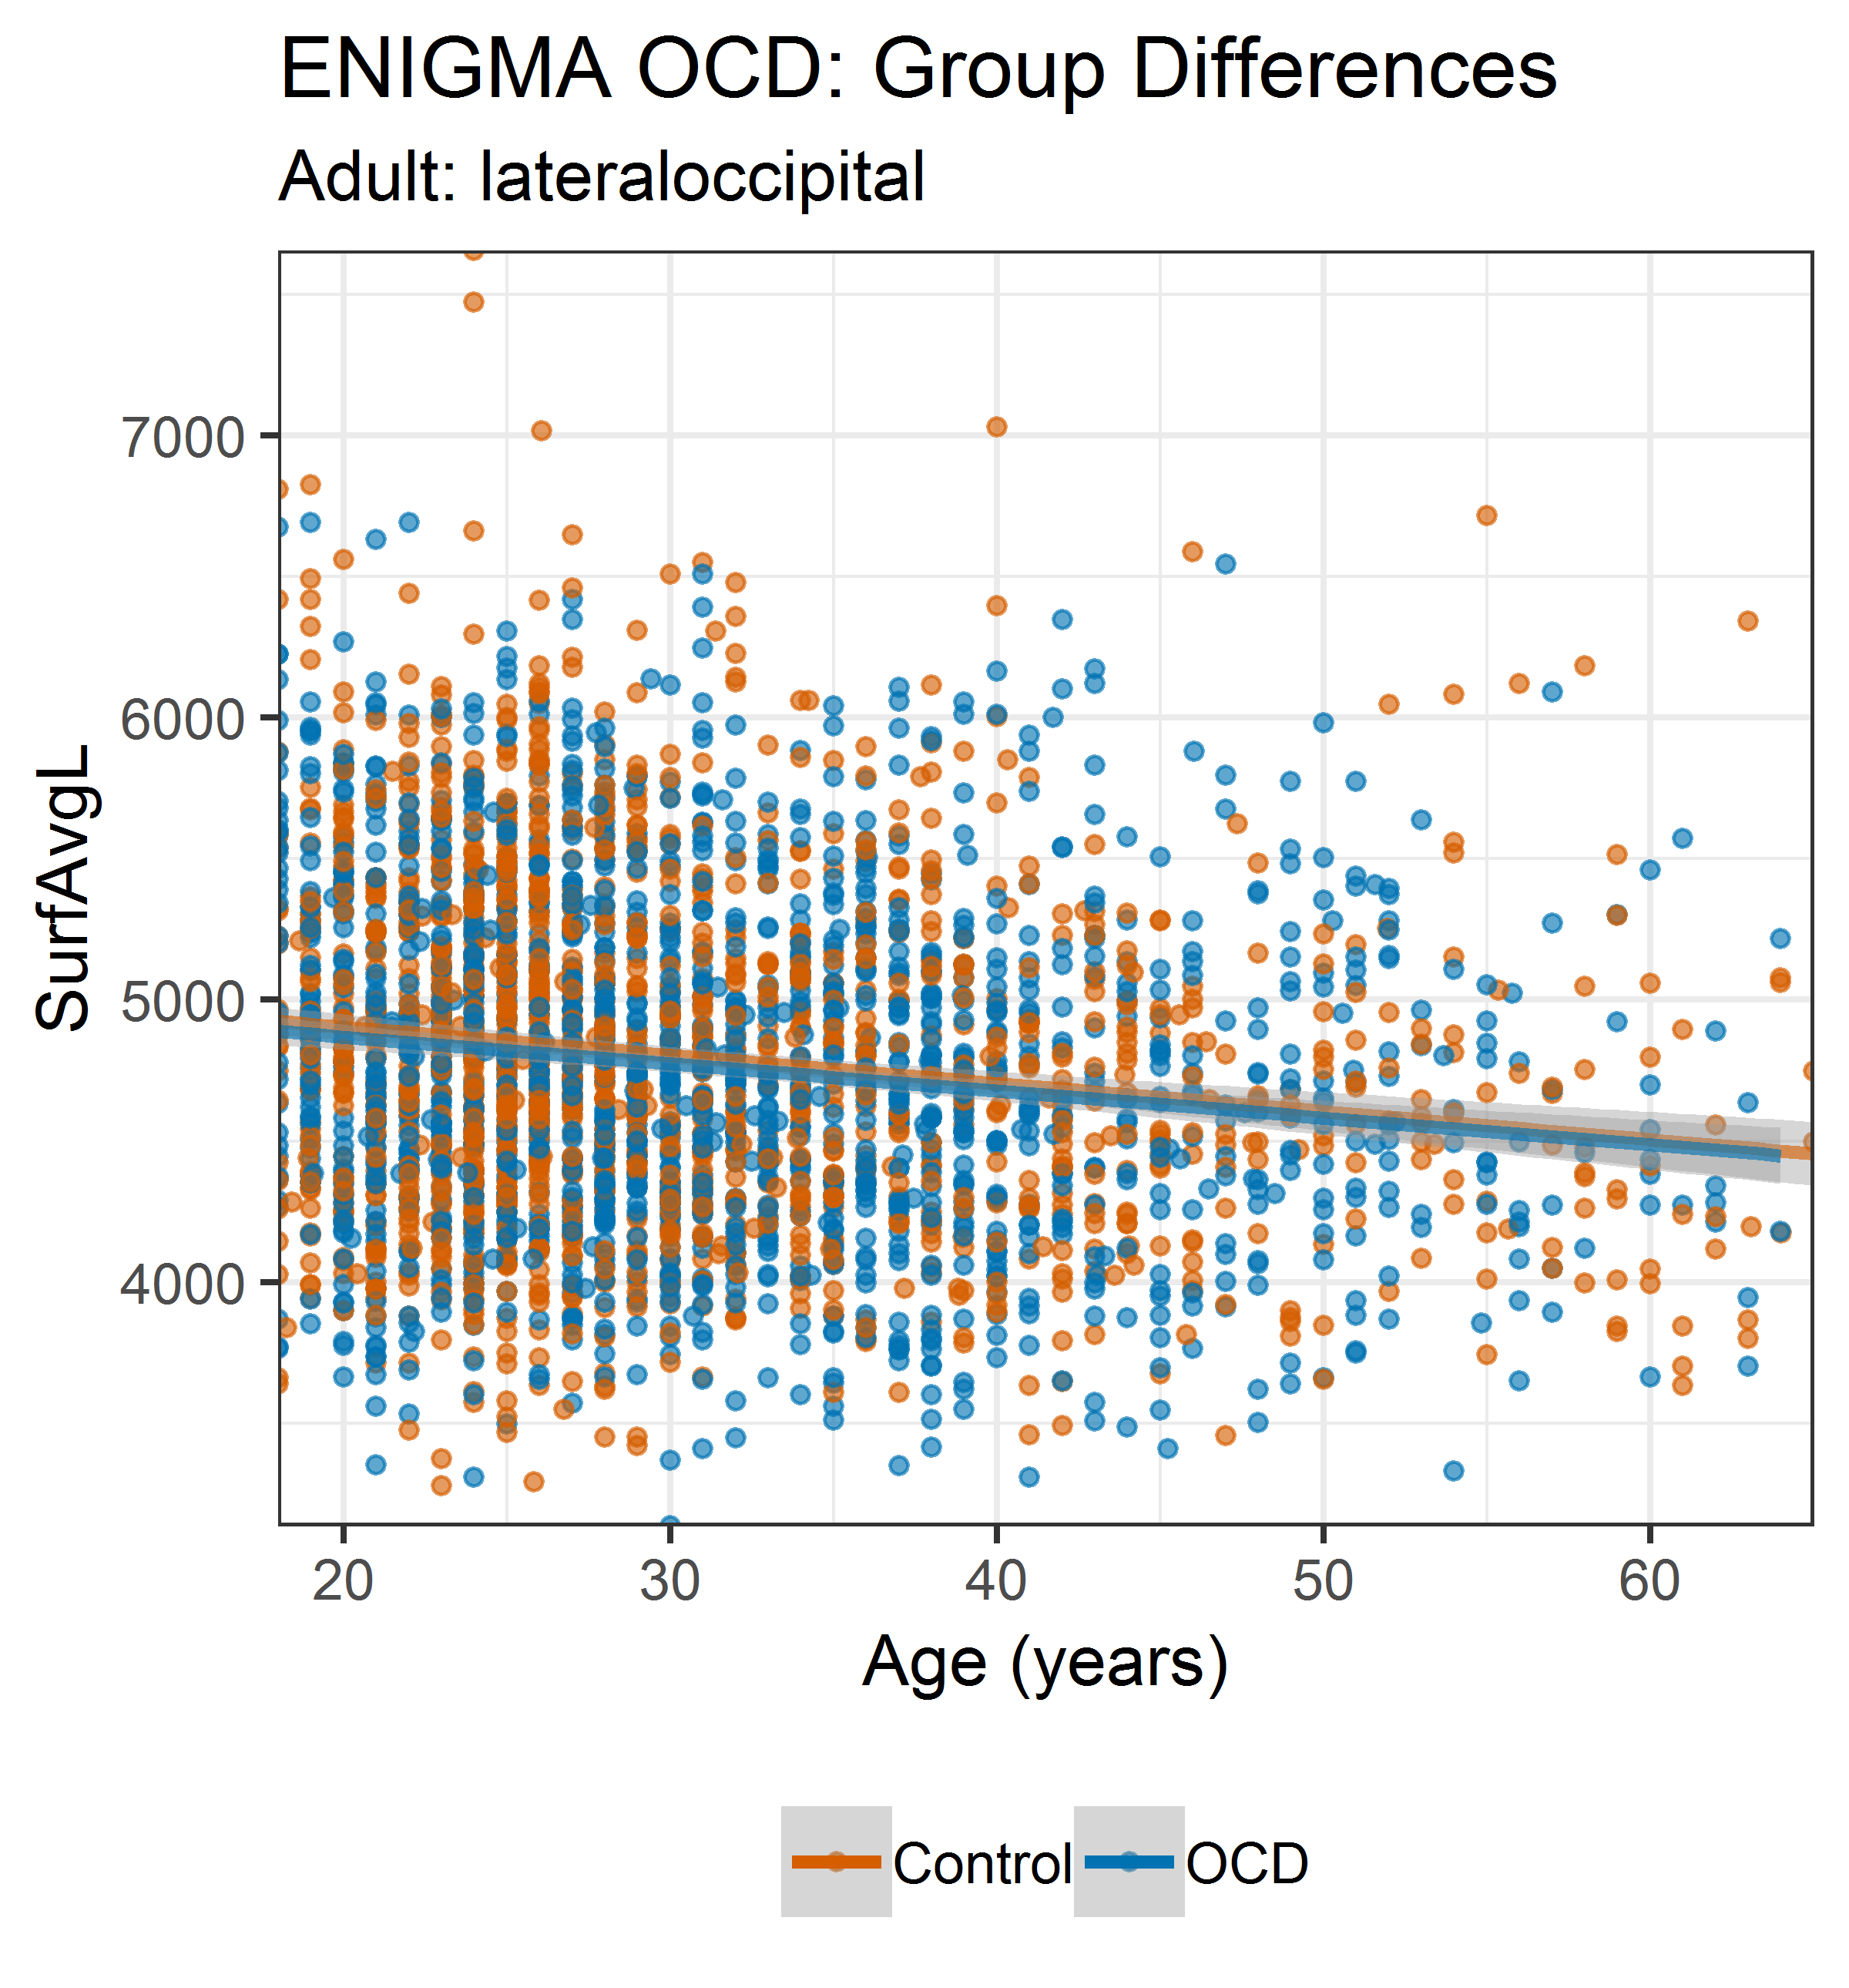 ENIGMA OCD: Group Differences
Adult: lateraloccipital
SurfAvgL
7000
6000
5000
4000
20 30 40 50 60
Age (years)
Control OCD